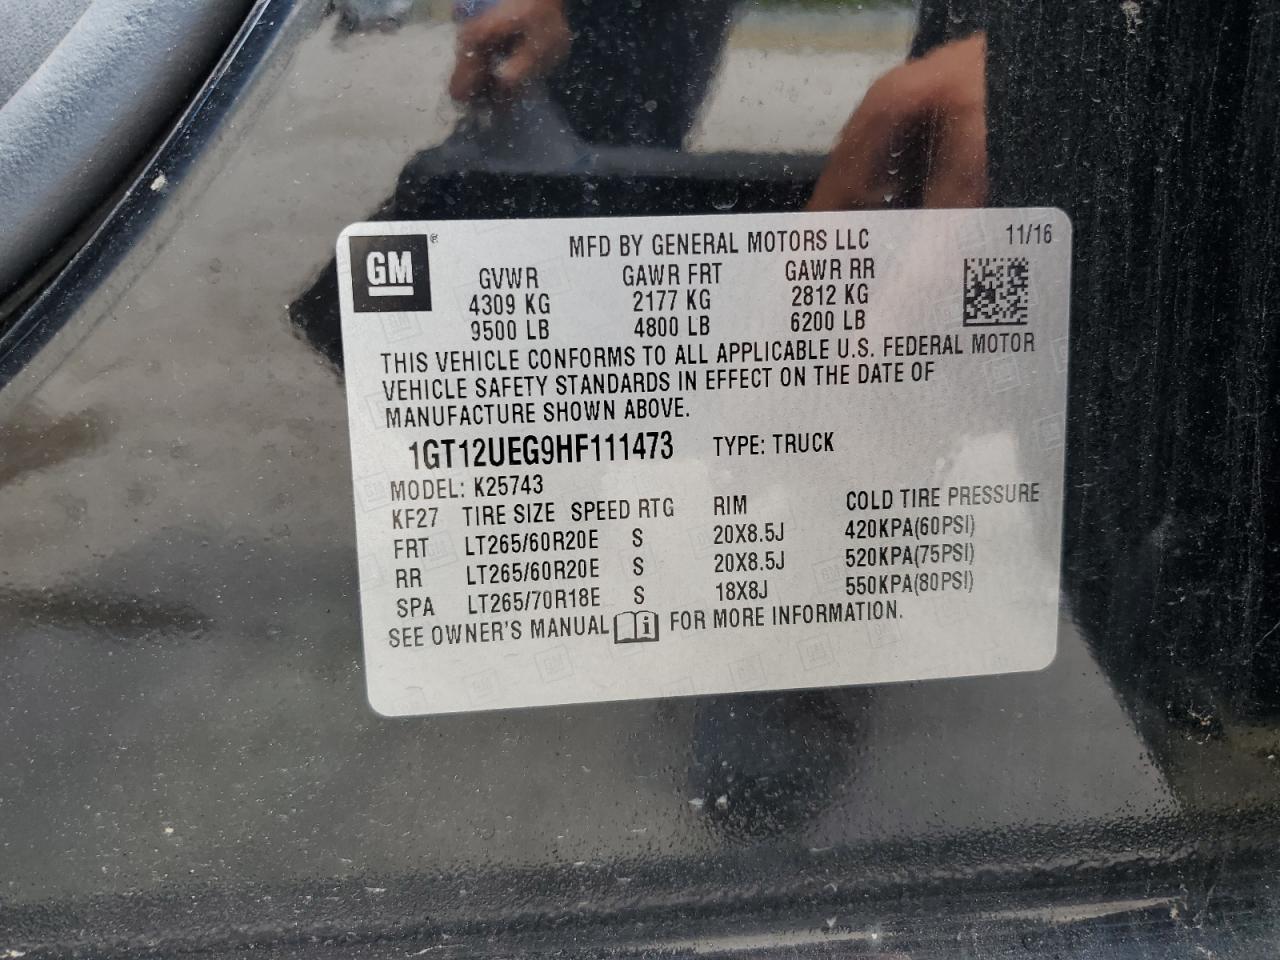 GM ® MFD BY GENERAL MOTORS LLC 11/16
GVWR GAWR FRT GAWR RR
4309 KG 2177 KG 2812 KG
9500 LB 4800 LB 6200 LB
THIS VEHICLE CONFORMS TO ALL APPLICABLE U.S. FEDERAL MOTOR
VEHICLE SAFETY STANDARDS IN EFFECT ON THE DATE OF
MANUFACTURE SHOWN ABOVE.
1GT12UEG9HF111473 TYPE: TRUCK
MODEL: K25743
KF27 TIRE SIZE SPEED RTG RIM COLD TIRE PRESSURE
FRT LT265/60R20E S 20X8.5J 420KPA(60PSI)
RR LT265/60R20E S 20X8.5J 520KPA(75PSI)
SPA LT265/70R18E S 18X8J 550KPA(80PSI)
SEE OWNER'S MANUAL i FOR MORE INFORMATION.